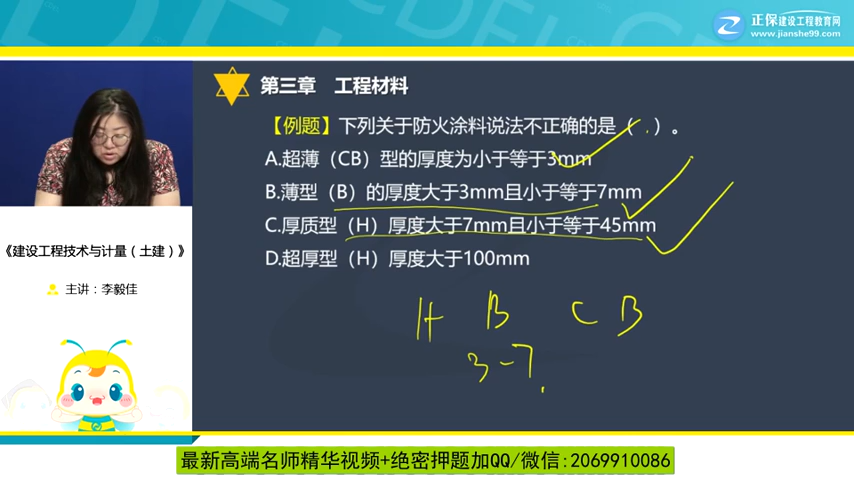 正保建设工程教育网
www.jianshe99.com
第三章 工程材料
【例题】下列关于防火涂料说法不正确的是（ ）。
A.超薄（CB）型的厚度为小于等于3mm
B.薄型（B）的厚度大于3mm且小于等于7mm
C.厚质型（H）厚度大于7mm且小于等于45mm
D.超厚型（H）厚度大于100mm
H B CB
3-7
《建设工程技术与计量（土建）》
主讲：李毅佳
最新高端名师精华视频+绝密押题加QQ/微信:2069910086